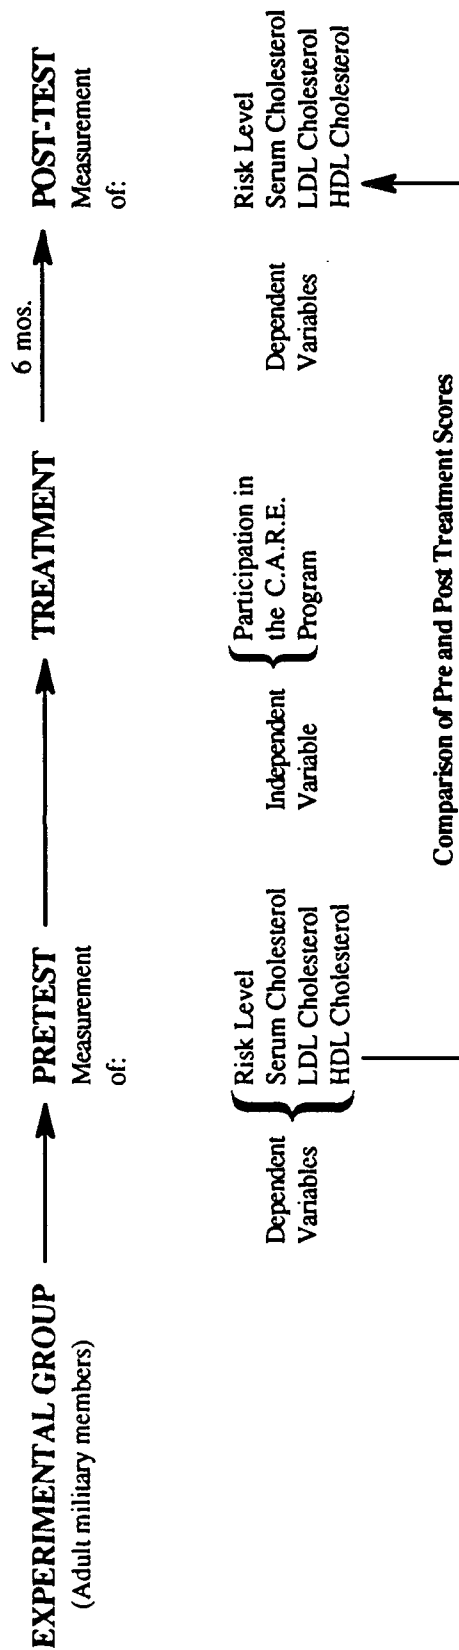 EXPERIMENTAL GROUP
(Adult military members)
PRETEST
Measurement
of:
TREATMENT
6 mos.
POST-TEST
Measurement
of:
Dependent
Variables
Risk Level
Serum Cholesterol
LDL Cholesterol
HDL Cholesterol
Independent
Variable
Participation in
the C.A.R.E.
Program
Dependent
Variables
Risk Level
Serum Cholesterol
LDL Cholesterol
HDL Cholesterol
Comparison of Pre and Post Treatment Scores